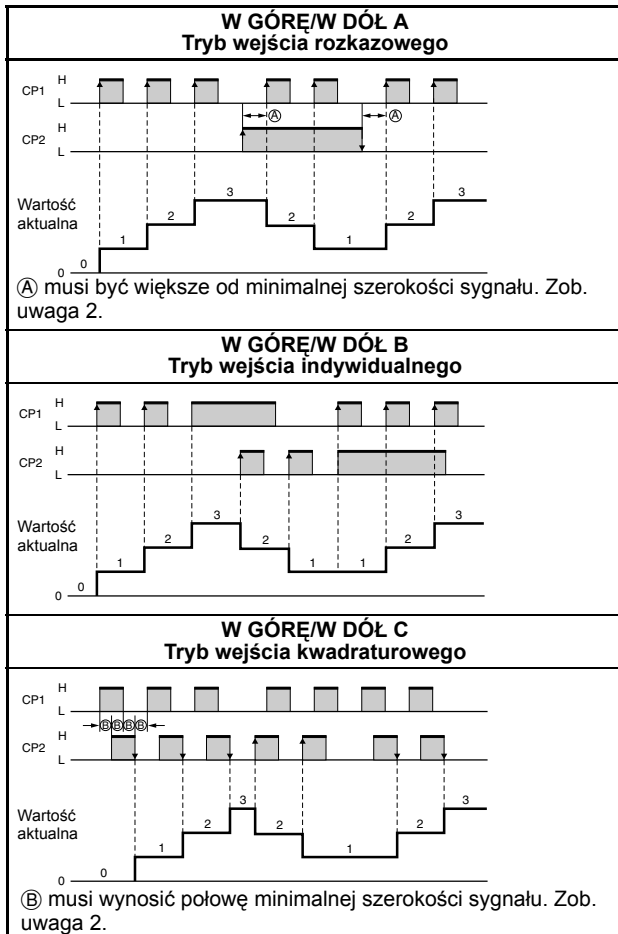 W GÓRĘ/W DÓŁ A
Tryb wejścia rozkazowego
CP1 H
L
Ⓐ Ⓐ
CP2 H
L
Wartość
aktualna
0 1 2 3 2 1 2 3
0
Ⓐ musi być większe od minimalnej szerokości sygnału. Zob.
uwaga 2.
W GÓRĘ/W DÓŁ B
Tryb wejścia indywidualnego
CP1 H
L
CP2 H
L
Wartość
aktualna
0 1 2 3 2 1 1 2 3
0
W GÓRĘ/W DÓŁ C
Tryb wejścia kwadraturowego
CP1 H
L
Ⓑ Ⓑ Ⓑ Ⓑ
CP2 H
L
Wartość
aktualna
0 1 2 3 2 1 2 3
0
Ⓑ musi wynosić połowę minimalnej szerokości sygnału. Zob.
uwaga 2.